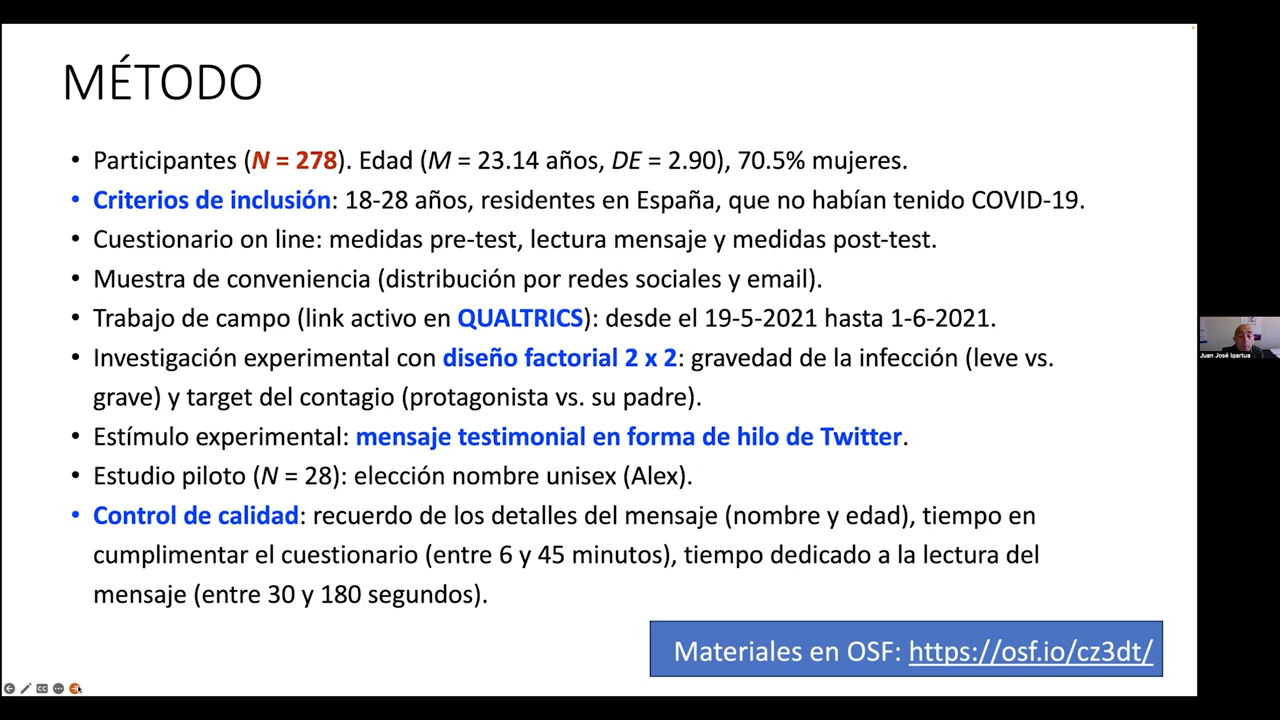 MÉTODO
• Participantes (N = 278). Edad (M = 23.14 años, DE = 2.90), 70.5% mujeres.
• Criterios de inclusión: 18-28 años, residentes en España, que no habían tenido COVID-19.
• Cuestionario on line: medidas pre-test, lectura mensaje y medidas post-test.
• Muestra de conveniencia (distribución por redes sociales y email).
• Trabajo de campo (link activo en QUALTRICS): desde el 19-5-2021 hasta 1-6-2021.
• Investigación experimental con diseño factorial 2 x 2: gravedad de la infección (leve vs.
grave) y target del contagio (protagonista vs. su padre).
• Estímulo experimental: mensaje testimonial en forma de hilo de Twitter.
• Estudio piloto (N = 28): elección nombre unisex (Alex).
• Control de calidad: recuerdo de los detalles del mensaje (nombre y edad), tiempo en
cumplimentar el cuestionario (entre 6 y 45 minutos), tiempo dedicado a la lectura del
mensaje (entre 30 y 180 segundos).
Materiales en OSF: https://osf.io/cz3dt/
Juan José Igartua